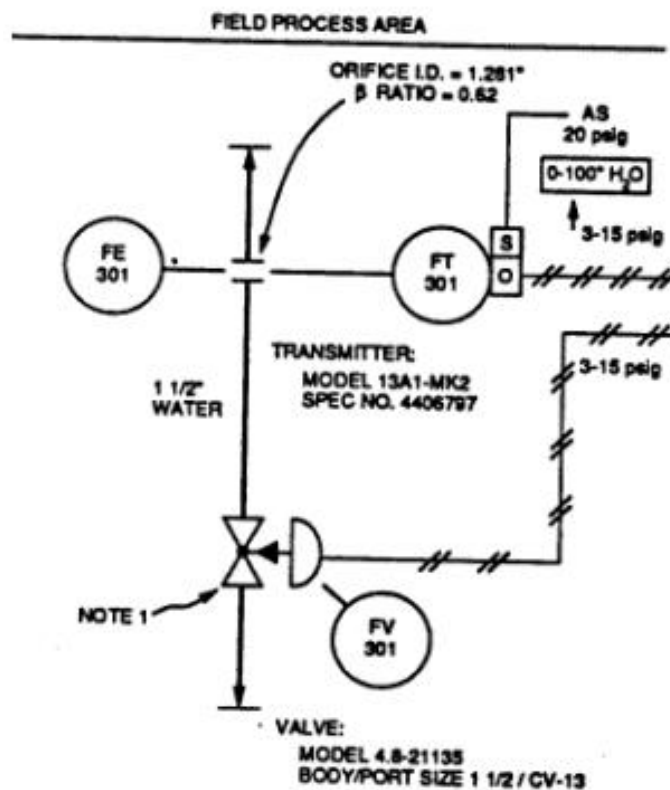 FIELD PROCESS AREA
ORIFICE I.D. = 1.281"
β RATIO = 0.62
AS
20 psig
0-100" H2O
3-15 psig
FE
301
FT
301
S
O
TRANSMITTER:
MODEL 13A1-MK2
SPEC NO. 4406797
1 1/2"
WATER
3-15 psig
NOTE 1
FV
301
VALVE:
MODEL 4.8-21135
BODY/PORT SIZE 1 1/2 / CV-13